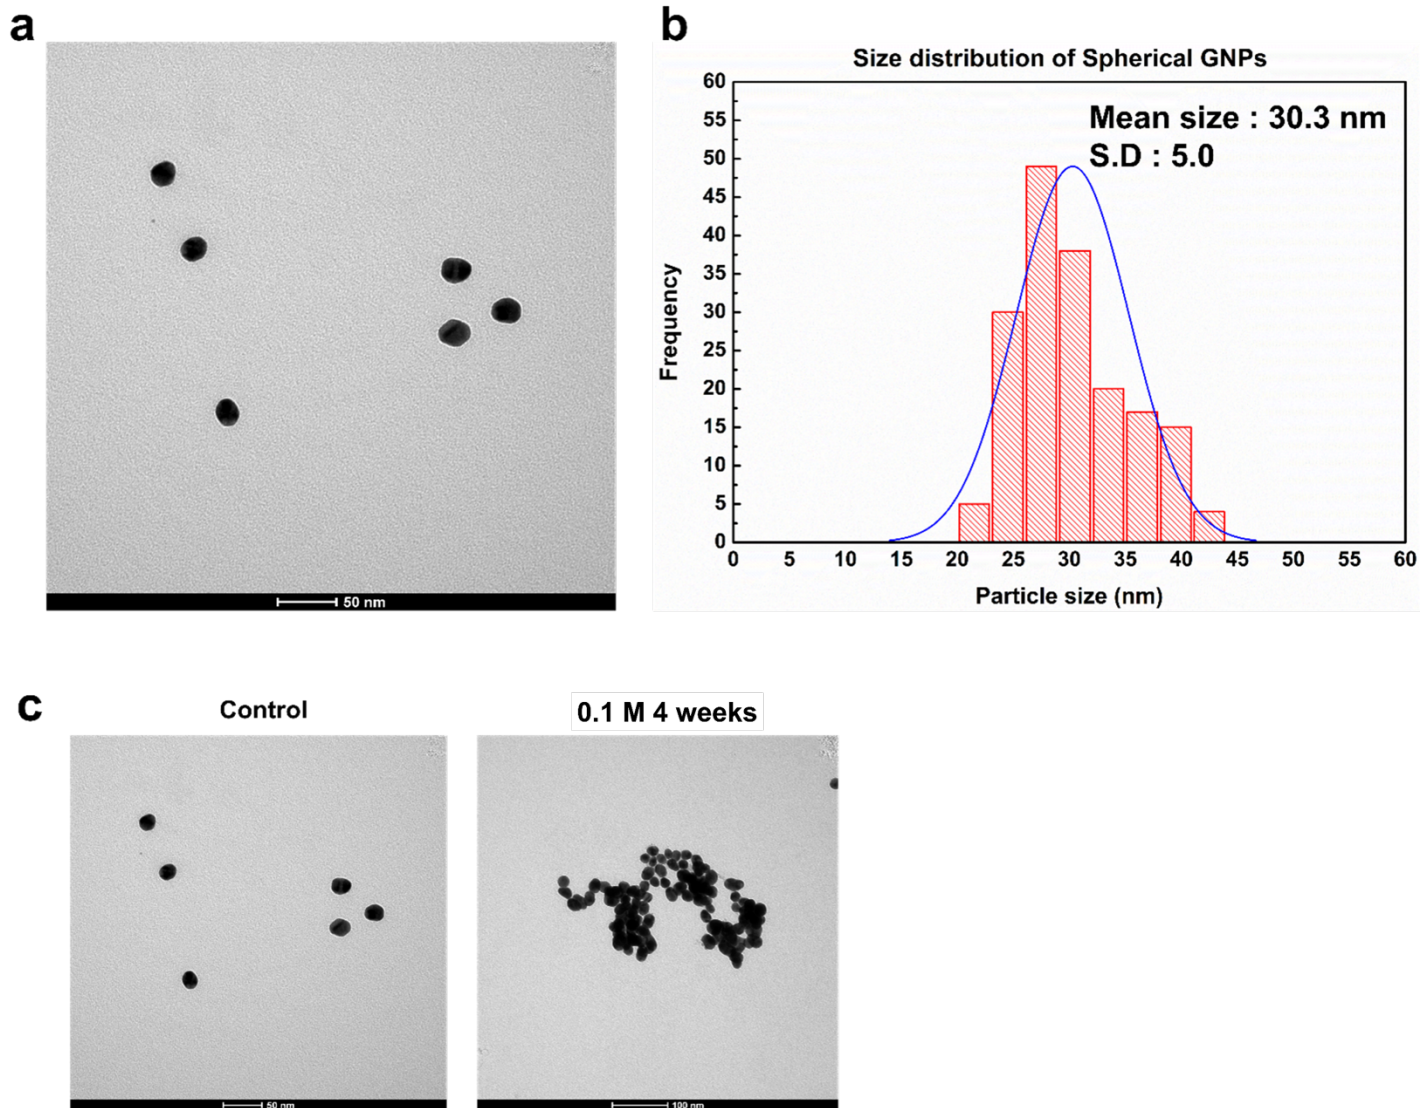 a
50 nm
b
Size distribution of Spherical GNPs
Mean size : 30.3 nm
S.D : 5.0
Frequency
60
55
50
45
40
35
30
25
20
15
10
5
0
0 5 10 15 20 25 30 35 40 45 50 55 60
Particle size (nm)
c
Control
50 nm
0.1 M 4 weeks
100 nm